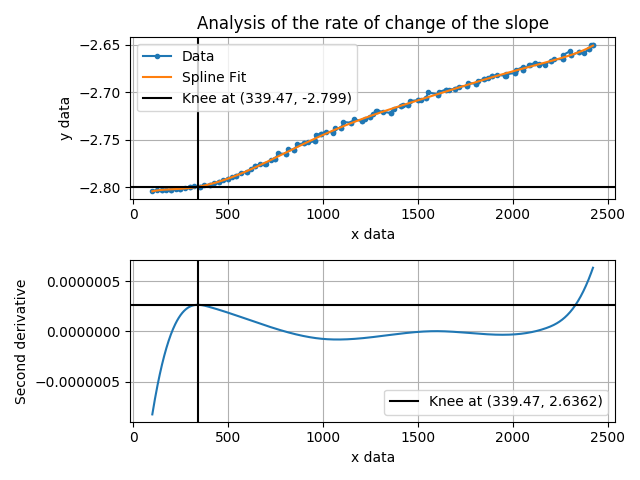 Analysis of the rate of change of the slope
−2.65
−2.70
−2.75
−2.80
y data
Data
Spline Fit
Knee at (339.47, -2.799)
0
500
1000
1500
2000
2500
x data
0.0000005
0.0000000
−0.0000005
Second derivative
Knee at (339.47, 2.6362)
0
500
1000
1500
2000
2500
x data